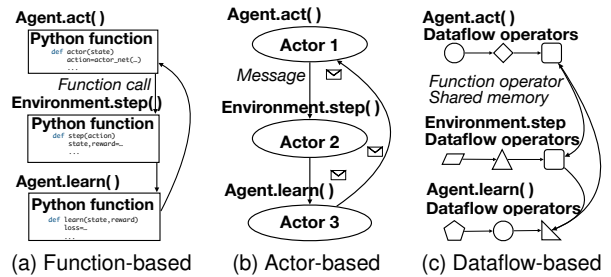 Agent.act()
Python function
def actor(state)
action=actor_net(…)
...
Function call
Environment.step()
Python function
def step(action)
state,reward=…
...
Agent.learn()
Python function
def learn(state,reward)
loss=…
...
(a) Function-based
Agent.act()
Actor 1
Message
Environment.step()
Actor 2
Agent.learn()
Actor 3
(b) Actor-based
Agent.act()
Dataflow operators
Function operator
Shared memory
Environment.step
Dataflow operators
Agent.learn()
Dataflow operators
(c) Dataflow-based